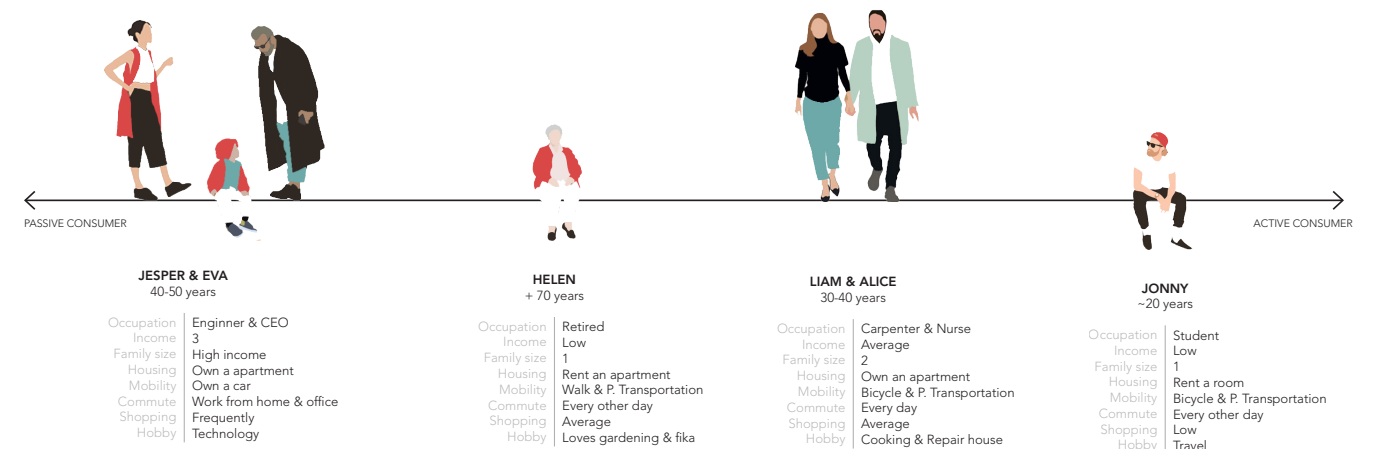 PASSIVE CONSUMER
ACTIVE CONSUMER
JESPER & EVA
40-50 years
Occupation Enginner & CEO
Income 3
Family size High income
Housing Own a apartment
Mobility Own a car
Commute Work from home & office
Shopping Frequently
Hobby Technology
HELEN
+ 70 years
Occupation Retired
Income Low
Family size 1
Housing Rent an apartment
Mobility Walk & P. Transportation
Commute Every other day
Shopping Average
Hobby Loves gardening & fika
LIAM & ALICE
30-40 years
Occupation Carpenter & Nurse
Income Average
Family size 2
Housing Own an apartment
Mobility Bicycle & P. Transportation
Commute Every day
Shopping Average
Hobby Cooking & Repair house
JONNY
~20 years
Occupation Student
Income Low
Family size 1
Housing Rent a room
Mobility Bicycle & P. Transportation
Commute Every other day
Shopping Low
Hobby Travel